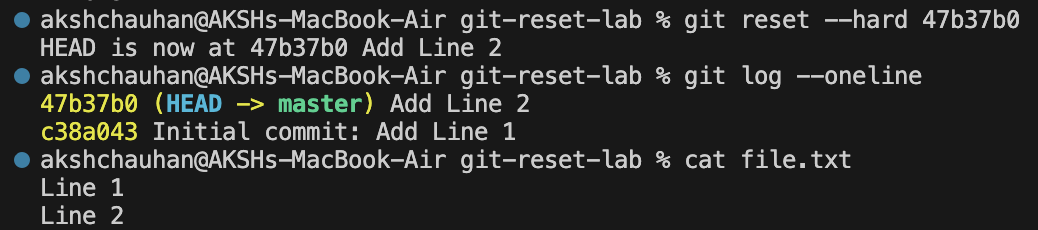 akshchauhan@AKSHs-MacBook-Air git-reset-lab % git reset --hard 47b37b0
HEAD is now at 47b37b0 Add Line 2
akshchauhan@AKSHs-MacBook-Air git-reset-lab % git log --oneline
47b37b0 (HEAD -> master) Add Line 2
c38a043 Initial commit: Add Line 1
akshchauhan@AKSHs-MacBook-Air git-reset-lab % cat file.txt
Line 1
Line 2